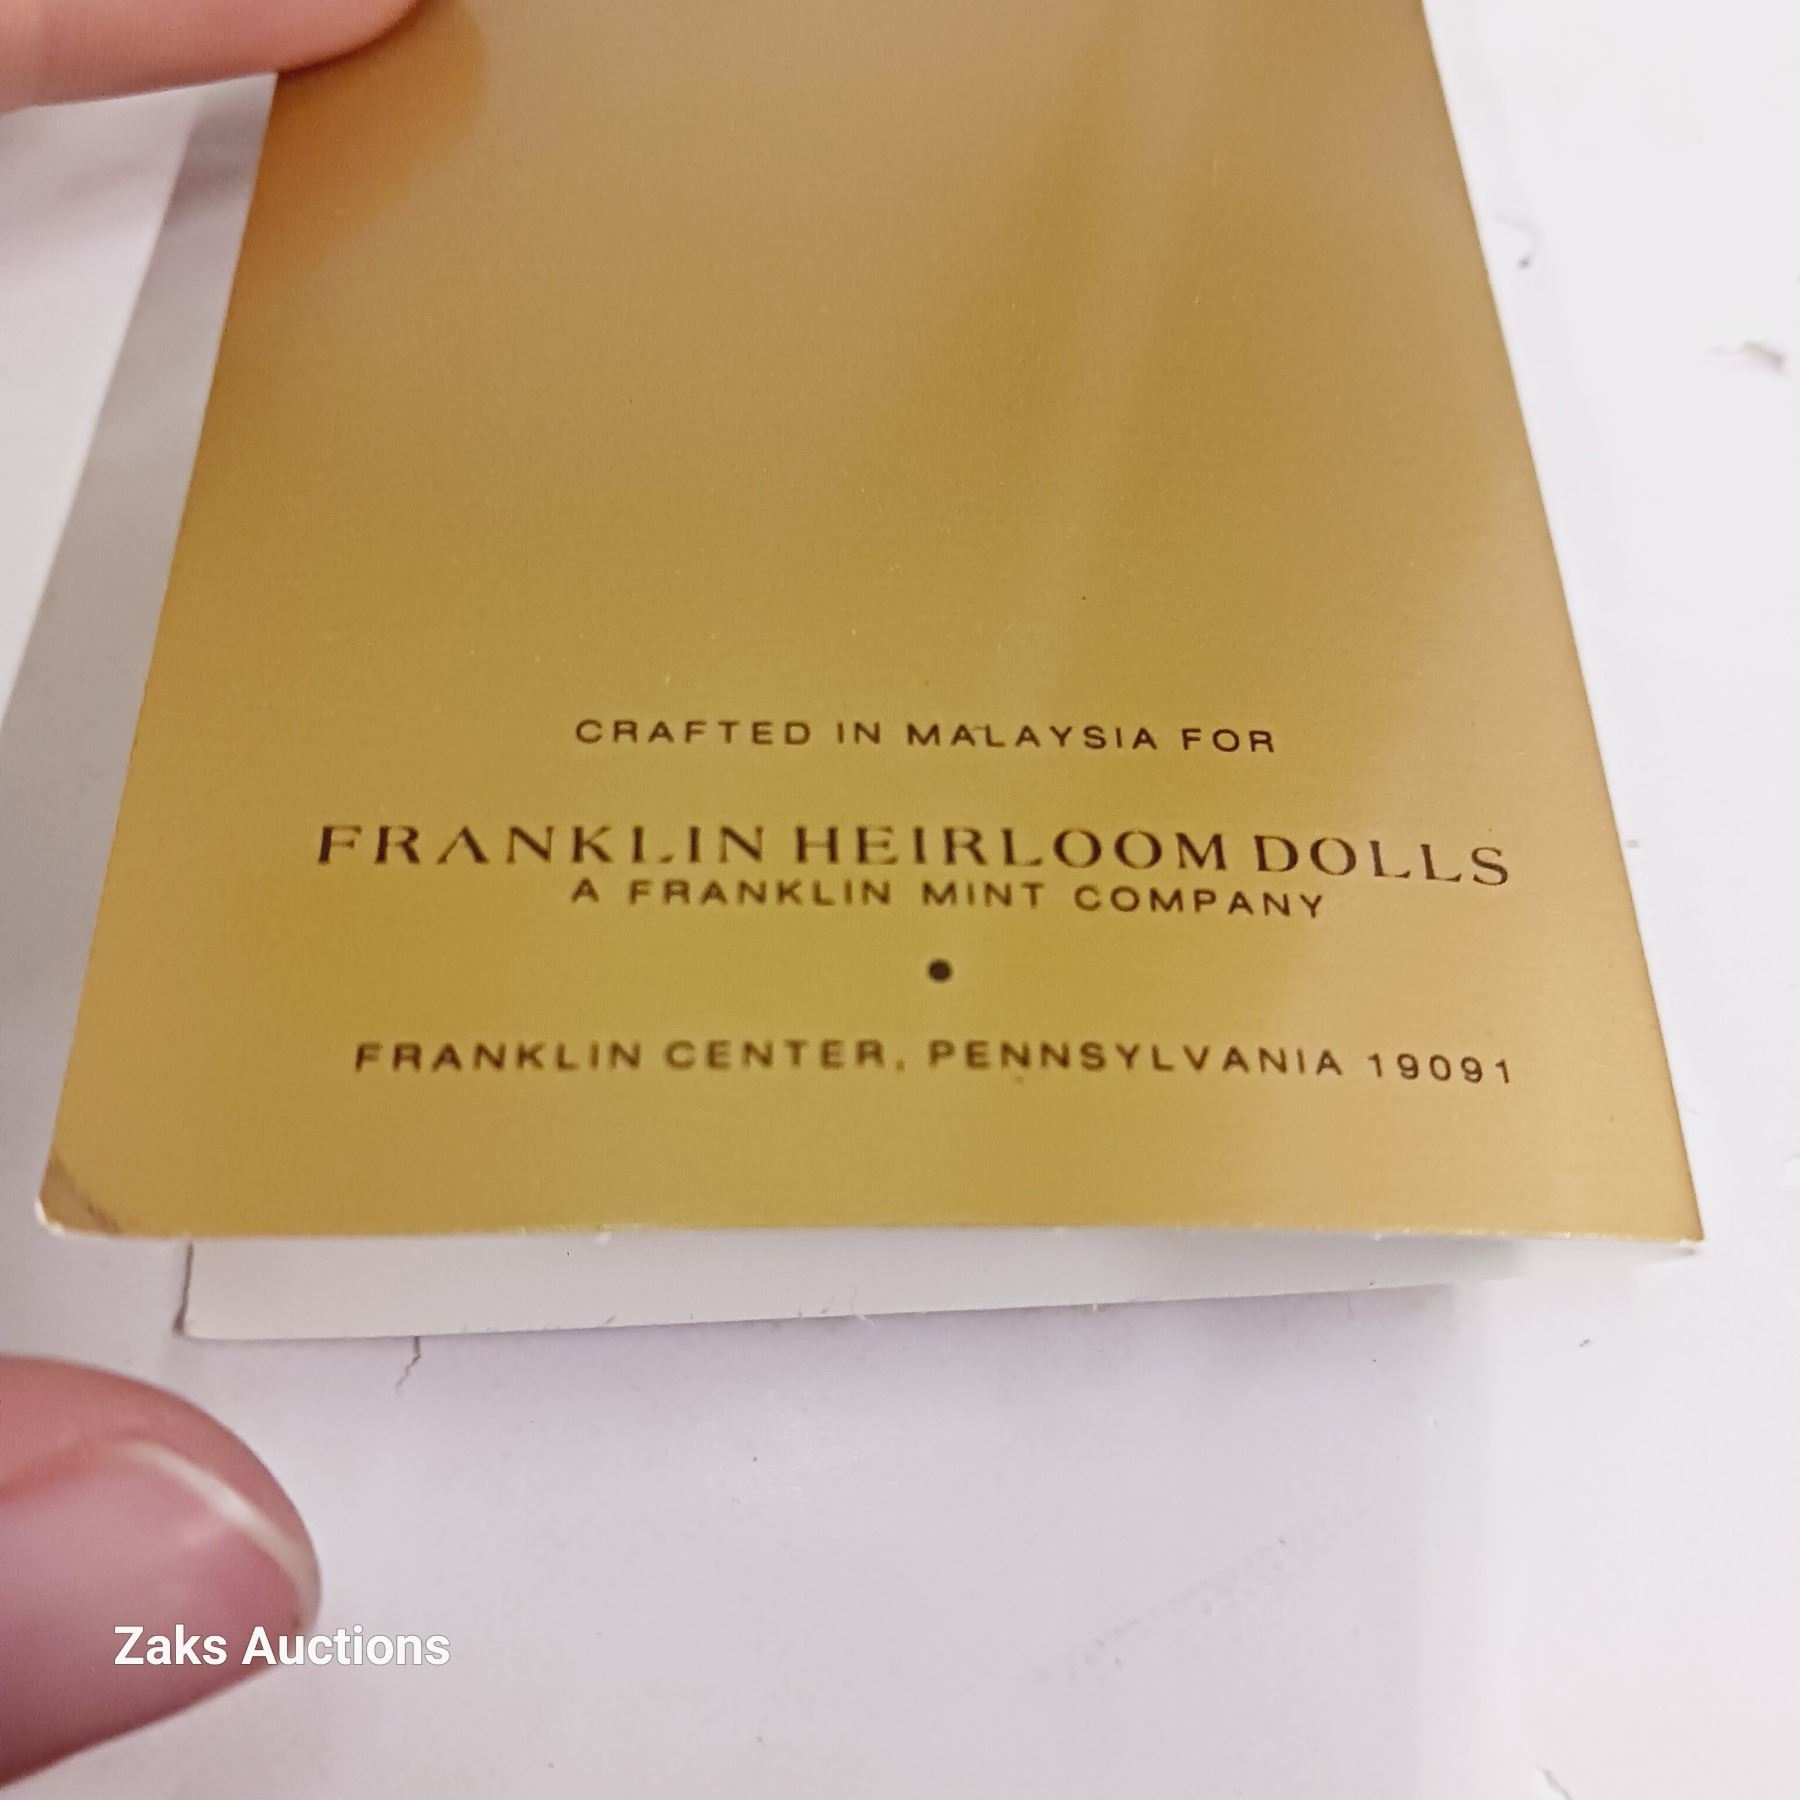 CRAFTED IN MALAYSIA FOR
FRANKLIN HEIRLOOM DOLLS
A FRANKLIN MINT COMPANY
•
FRANKLIN CENTER, PENNSYLVANIA 19091
Zaks Auctions